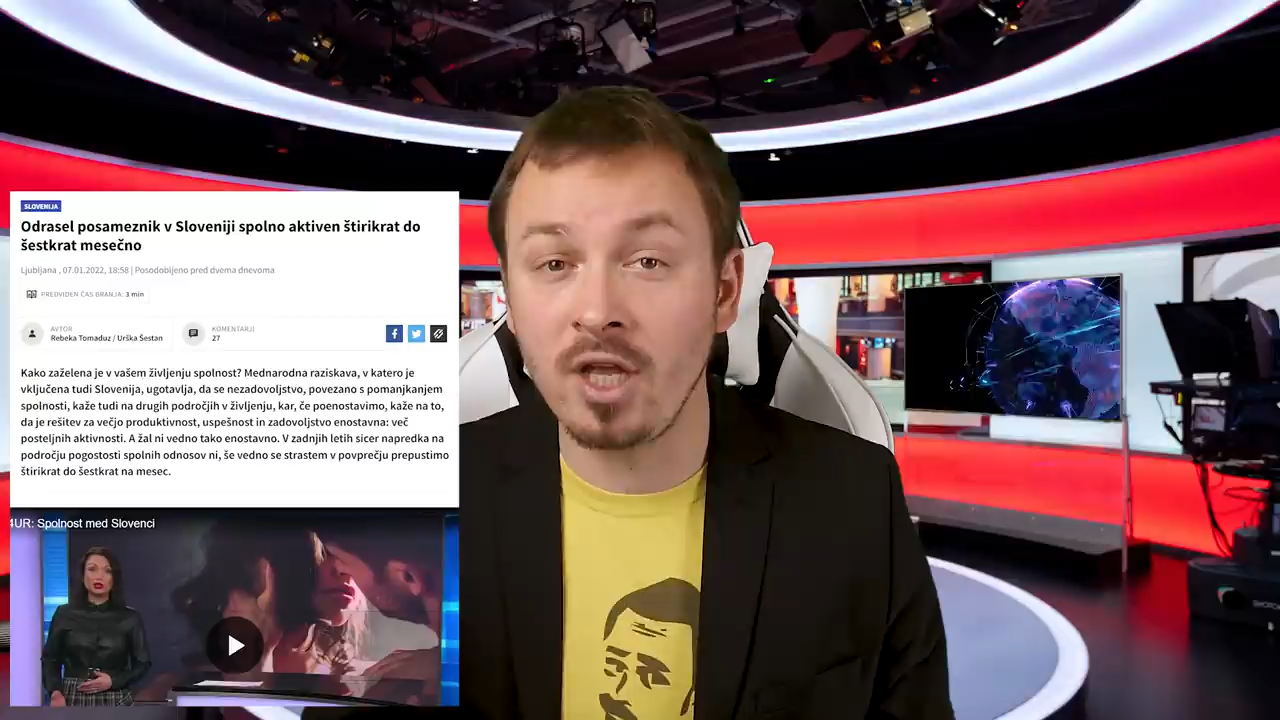 SLOVENIJA
Odrasel posameznik v Sloveniji spolno aktiven štirikrat do
šestkrat mesečno
Ljubljana , 07.01.2022, 18:58 | Posodobljeno pred dvema dnevoma
PREDVIDEN ČAS BRANJA: 3 min
AVTOR
Rebeka Tomaduz / Urška Šestan
KOMENTARJI
27
Kako zaželena je v vašem življenju spolnost? Mednarodna raziskava, v katero je
vključena tudi Slovenija, ugotavlja, da se nezadovoljstvo, povezano s pomanjkanjem
spolnosti, kaže tudi na drugih področjih v življenju, kar, če poenostavimo, kaže na to,
da je rešitev za večjo produktivnost, uspešnost in zadovoljstvo enostavna: več
posteljnih aktivnosti. A žal ni vedno tako enostavno. V zadnjih letih sicer napredka na
področju pogostosti spolnih odnosov ni, še vedno se strastem v povprečju prepustimo
štirikrat do šestkrat na mesec.
4UR: Spolnost med Slovenci